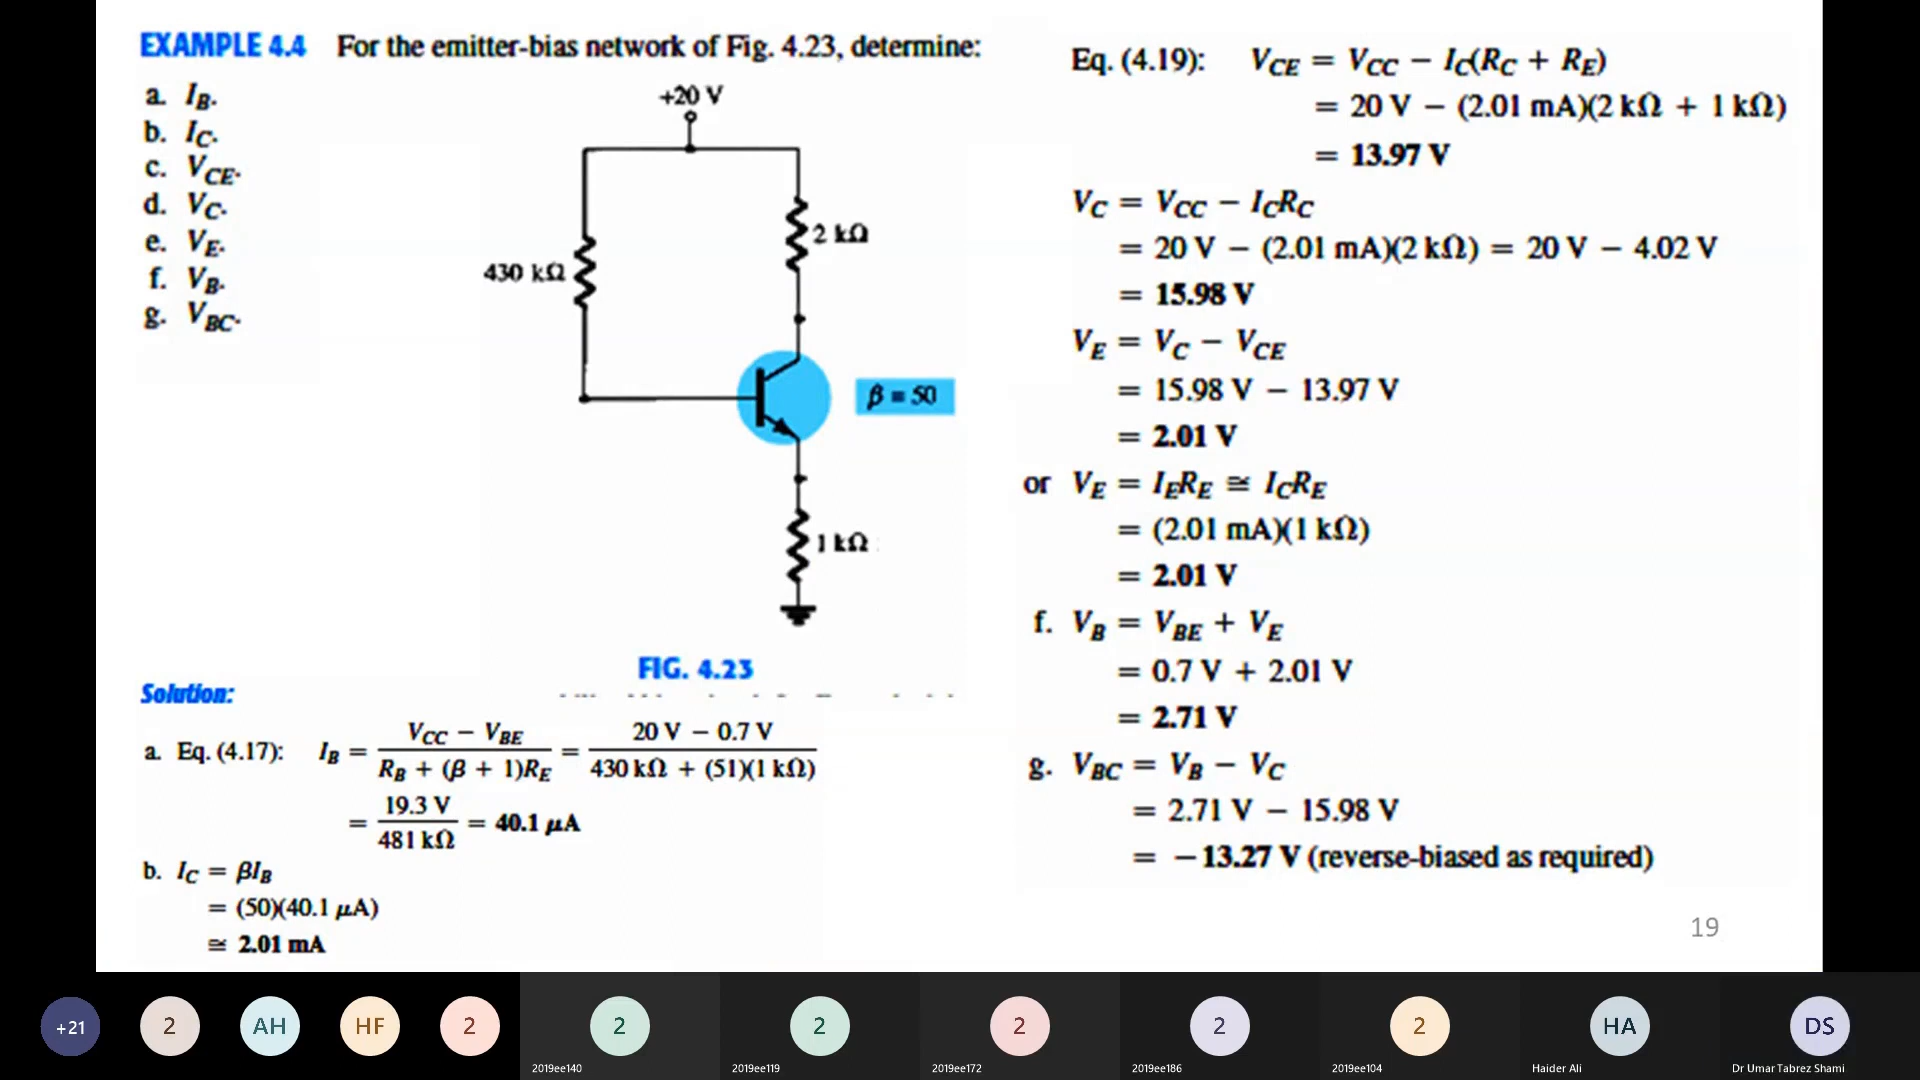 EXAMPLE 4.4 For the emitter-bias network of Fig. 4.23, determine:
a. I_B.
b. I_C.
c. V_CE.
d. V_C.
e. V_E.
f. V_B.
g. V_BC.
+20 V
2 kΩ
430 kΩ
β = 50
1 kΩ
FIG. 4.23
Solution:
a. Eq. (4.17): I_B = (V_CC − V_BE) / (R_B + (β + 1)R_E) = (20 V − 0.7 V) / (430 kΩ + (51)(1 kΩ))
= 19.3 V / 481 kΩ = 40.1 μA
b. I_C = βI_B
= (50)(40.1 μA)
≅ 2.01 mA
Eq. (4.19): V_CE = V_CC − I_C(R_C + R_E)
= 20 V − (2.01 mA)(2 kΩ + 1 kΩ)
= 13.97 V
V_C = V_CC − I_CR_C
= 20 V − (2.01 mA)(2 kΩ) = 20 V − 4.02 V
= 15.98 V
V_E = V_C − V_CE
= 15.98 V − 13.97 V
= 2.01 V
or V_E = I_ER_E ≅ I_CR_E
= (2.01 mA)(1 kΩ)
= 2.01 V
f. V_B = V_BE + V_E
= 0.7 V + 2.01 V
= 2.71 V
g. V_BC = V_B − V_C
= 2.71 V − 15.98 V
= −13.27 V (reverse-biased as required)
19
+21
2
AH
HF
2
2
2
2
2
2
HA
DS
2019ee140
2019ee119
2019ee172
2019ee186
2019ee104
Haider Ali
Dr Umar Tabrez Shami